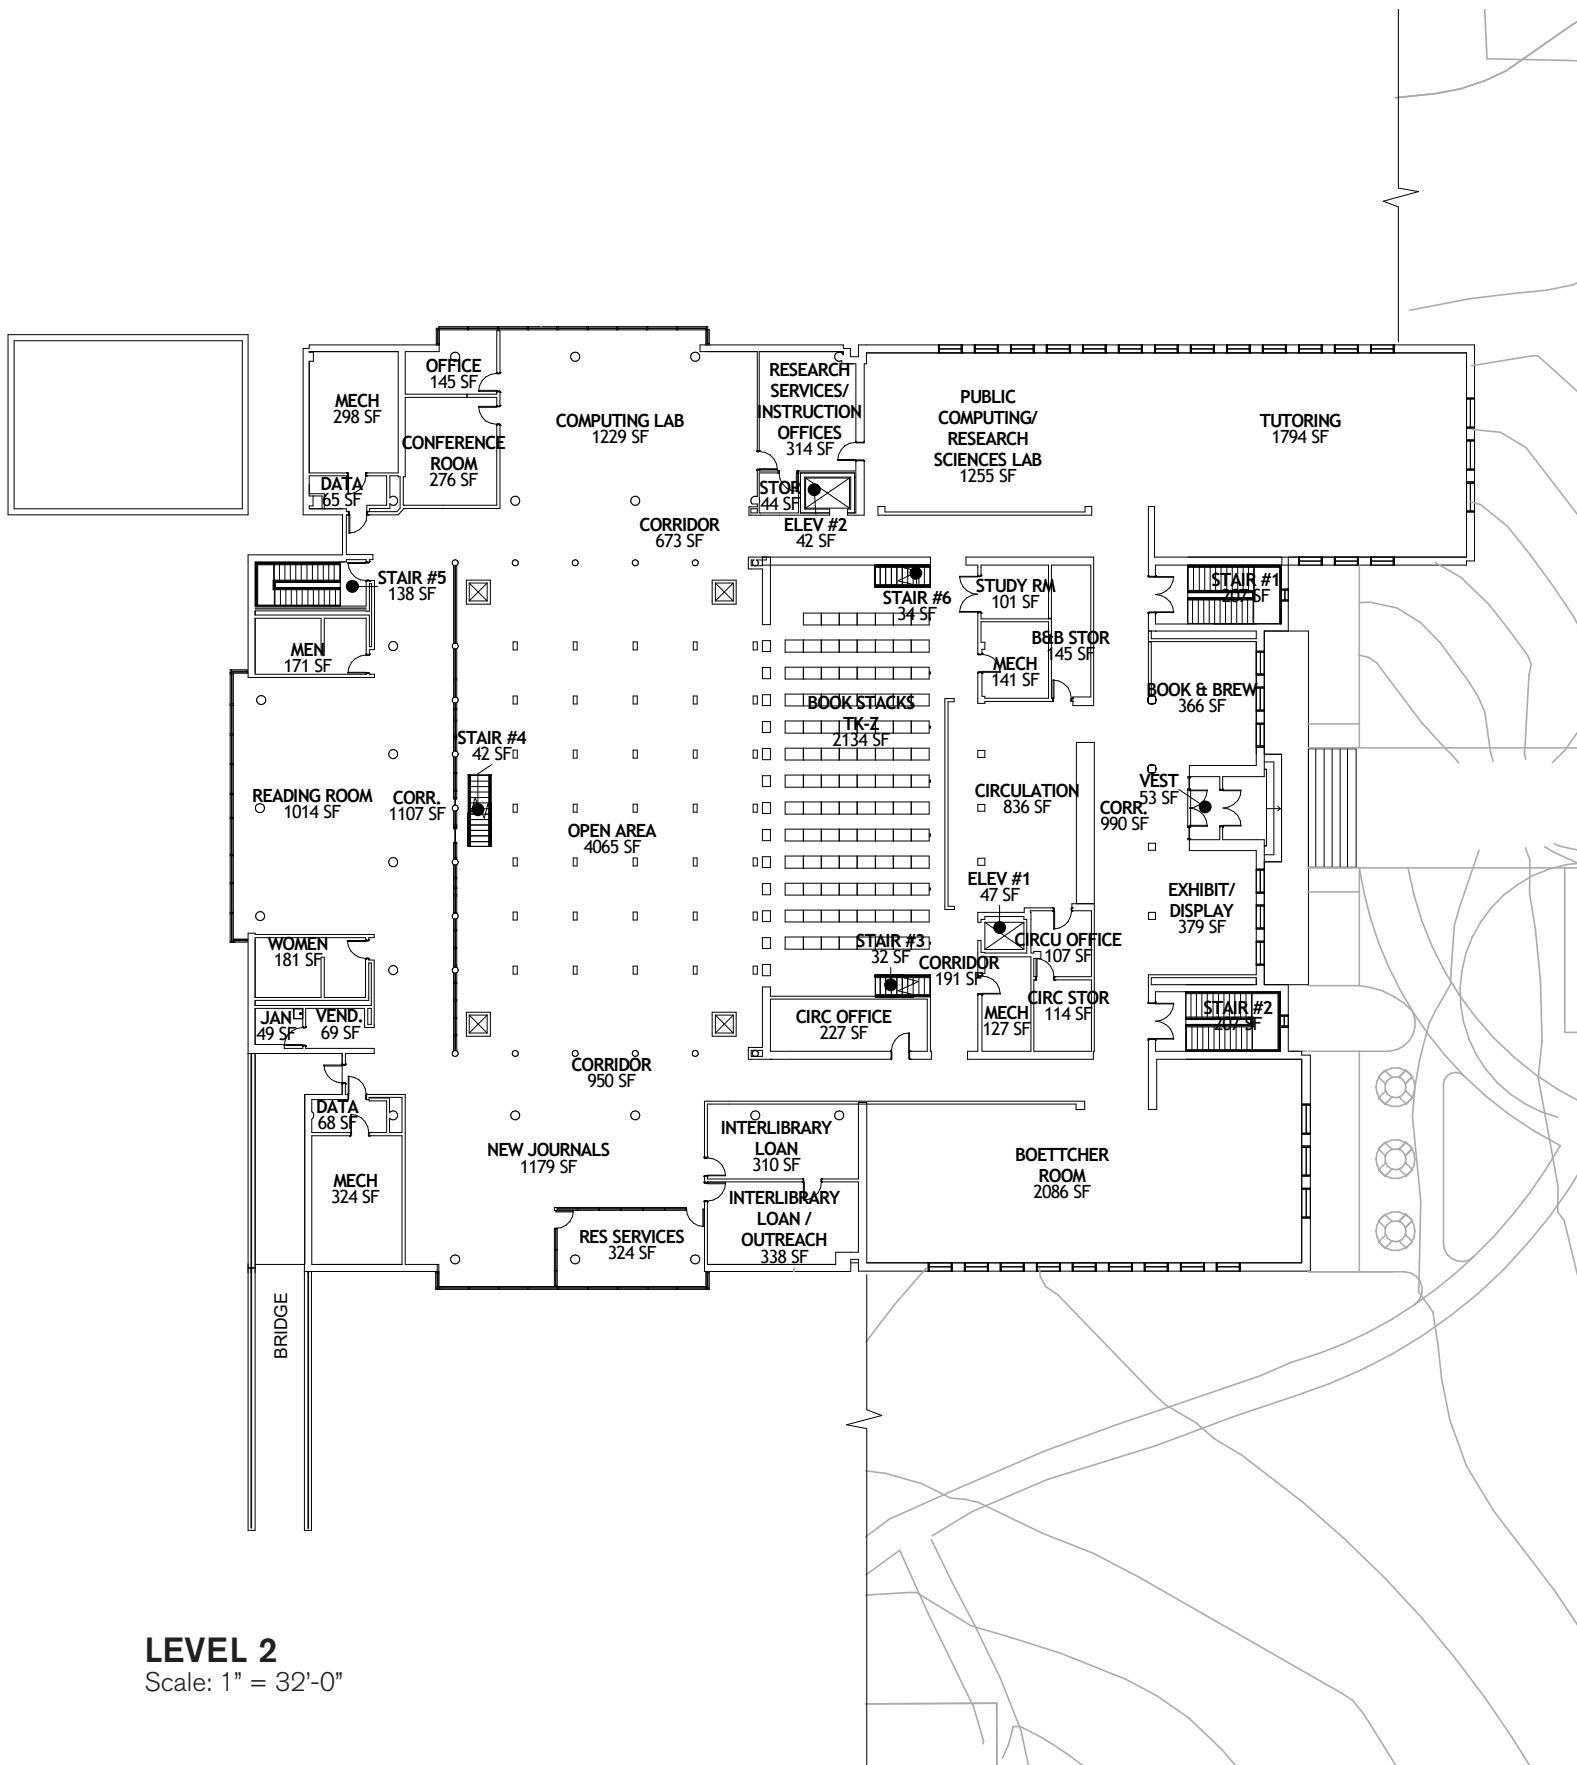 OFFICE
145 SF
MECH
298 SF
CONFERENCE
ROOM
276 SF
DATA
65 SF
COMPUTING LAB
1229 SF
RESEARCH
SERVICES/
INSTRUCTION
OFFICES
314 SF
STOR
44 SF
ELEV #2
42 SF
PUBLIC
COMPUTING/
RESEARCH
SCIENCES LAB
1255 SF
TUTORING
1794 SF
CORRIDOR
673 SF
STAIR #5
138 SF
STAIR #6
34 SF
STUDY RM
101 SF
STAIR #1
207 SF
MEN
171 SF
B&B STOR
145 SF
MECH
141 SF
BOOK STACKS
TK-Z
2134 SF
BOOK & BREW
366 SF
STAIR #4
42 SF
READING ROOM
1014 SF
CORR.
1107 SF
OPEN AREA
4065 SF
CIRCULATION
836 SF
VEST
53 SF
CORR.
990 SF
ELEV #1
47 SF
EXHIBIT/
DISPLAY
379 SF
WOMEN
181 SF
STAIR #3
32 SF
CORRIDOR
191 SF
CIRCU OFFICE
107 SF
JAN
49 SF
VEND.
69 SF
CIRC OFFICE
227 SF
MECH
127 SF
CIRC STOR
114 SF
STAIR #2
207 SF
CORRIDOR
950 SF
DATA
68 SF
NEW JOURNALS
1179 SF
INTERLIBRARY
LOAN
310 SF
BOETTCHER
ROOM
2086 SF
MECH
324 SF
INTERLIBRARY
LOAN /
OUTREACH
338 SF
RES SERVICES
324 SF
BRIDGE
LEVEL 2
Scale: 1” = 32’-0”